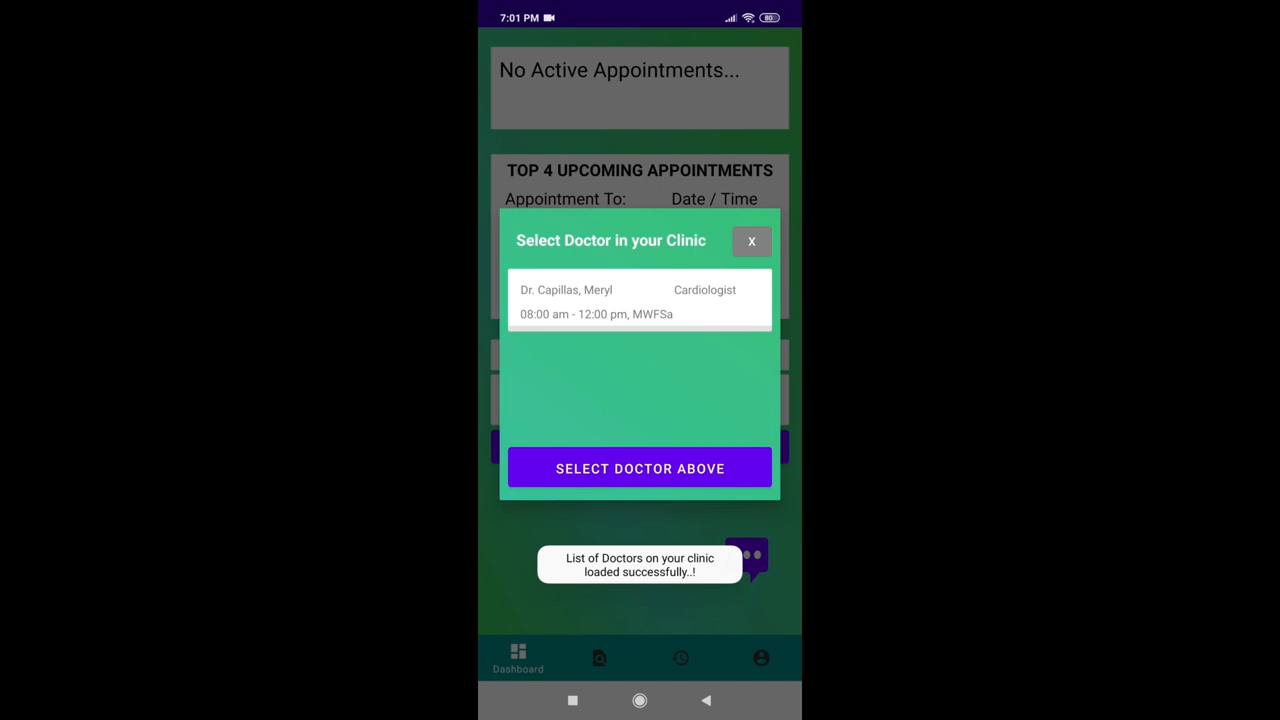 7:01 PM
80
No Active Appointments...
TOP 4 UPCOMING APPOINTMENTS
Appointment To: Date / Time
Select Doctor in your Clinic
X
Dr. Capillas, Meryl Cardiologist
08:00 am - 12:00 pm, MWFSa
SELECT DOCTOR ABOVE
List of Doctors on your clinic
loaded successfully..!
Dashboard